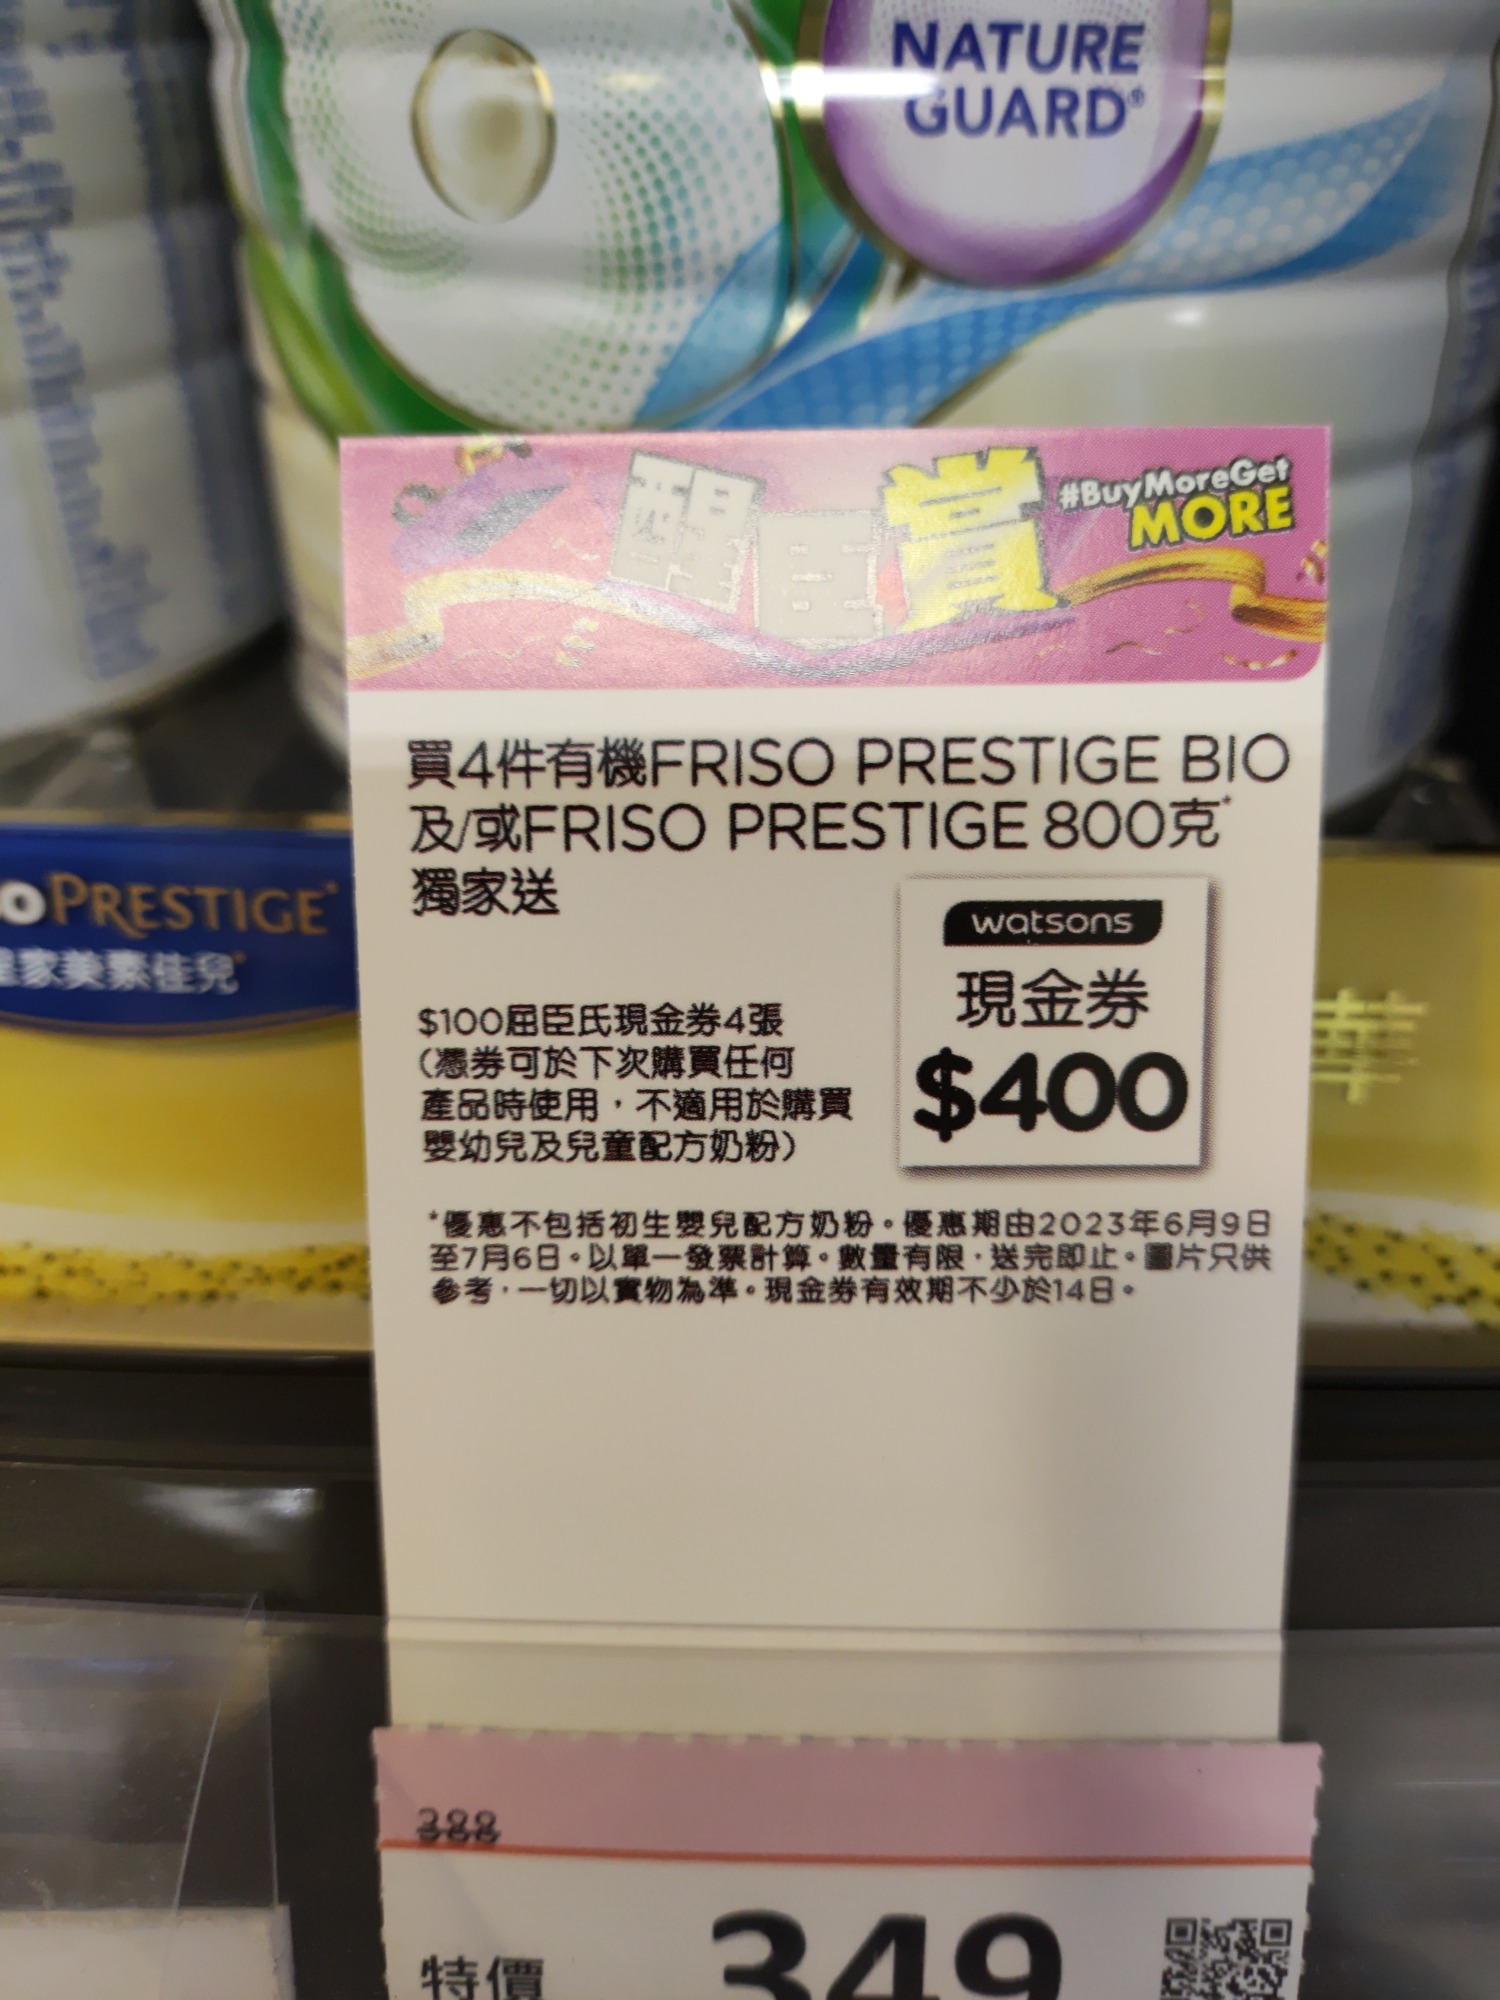 NATURE
GUARD®
醒臣賞
#BuyMoreGet
MORE
買4件有機FRISO PRESTIGE BIO
及/或FRISO PRESTIGE 800克*
獨家送
watsons
現金券
$400
$100屈臣氏現金券4張
(憑券可於下次購買任何
產品時使用，不適用於購買
嬰幼兒及兒童配方奶粉)
*優惠不包括初生嬰兒配方奶粉。優惠期由2023年6月9日
至7月6日。以單一發票計算。數量有限，送完即止。圖片只供
參考，一切以實物為準。現金券有效期不少於14日。
PRESTIGE
家美素佳兒
388
特價
349